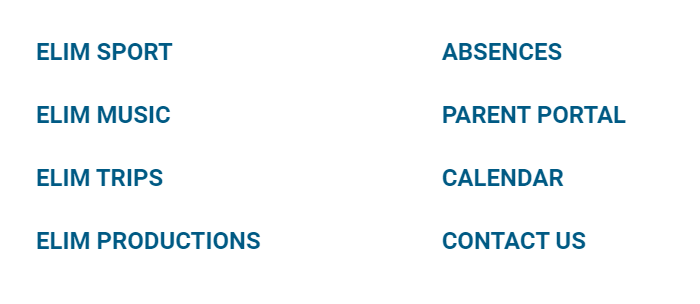 ELIM SPORT
ELIM MUSIC
ELIM TRIPS
ELIM PRODUCTIONS
ABSENCES
PARENT PORTAL
CALENDAR
CONTACT US